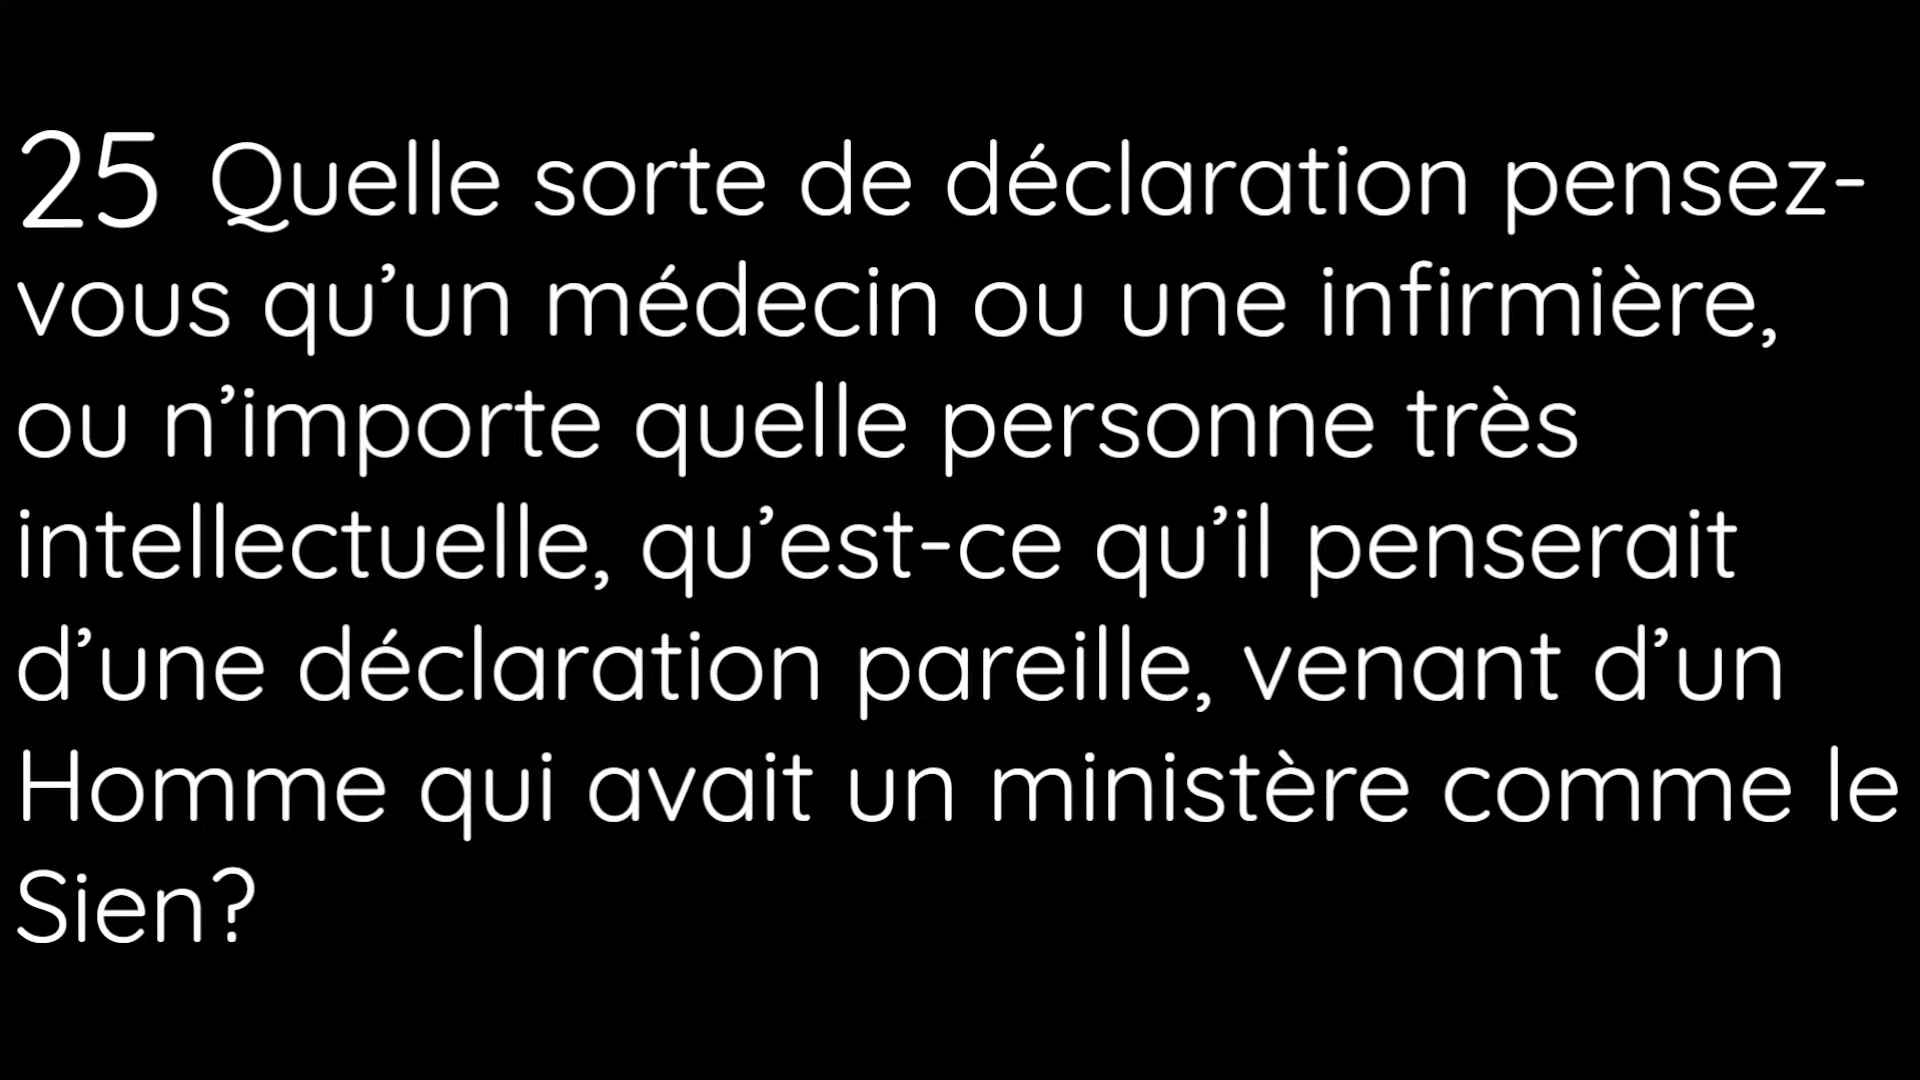 25 Quelle sorte de déclaration pensez-
vous qu’un médecin ou une infirmière,
ou n’importe quelle personne très
intellectuelle, qu’est-ce qu’il penserait
d’une déclaration pareille, venant d’un
Homme qui avait un ministère comme le
Sien?